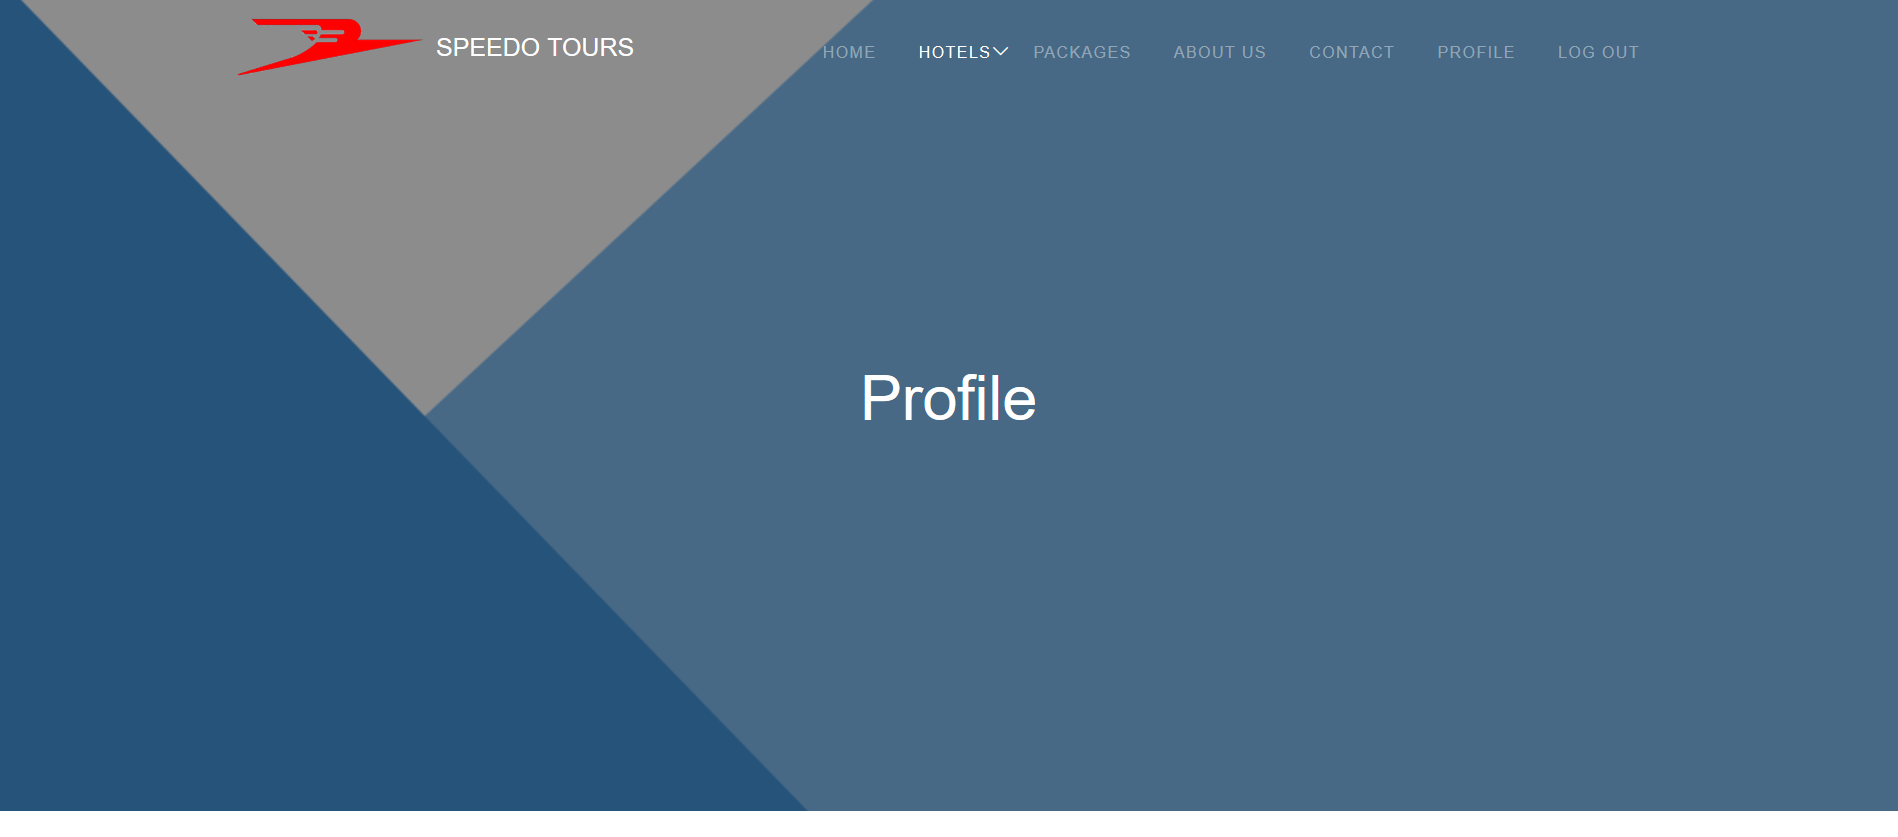 SPEEDO TOURS
HOME HOTELS PACKAGES ABOUT US CONTACT PROFILE LOG OUT
Profile